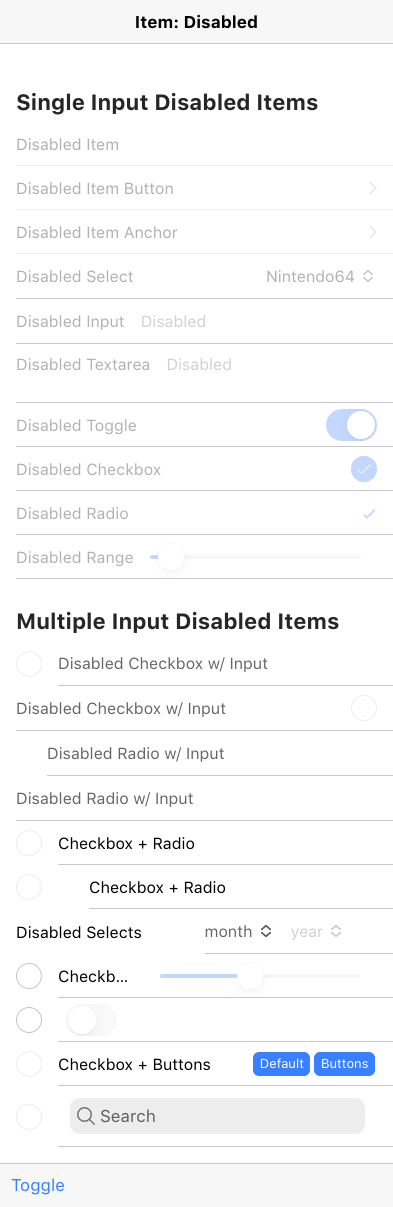 Item: Disabled
Single Input Disabled Items
Disabled Item
Disabled Item Button
Disabled Item Anchor
Disabled Select Nintendo64
Disabled Input Disabled
Disabled Textarea Disabled
Disabled Toggle
Disabled Checkbox
Disabled Radio
Disabled Range
Multiple Input Disabled Items
Disabled Checkbox w/ Input
Disabled Checkbox w/ Input
Disabled Radio w/ Input
Disabled Radio w/ Input
Checkbox + Radio
Checkbox + Radio
Disabled Selects month year
Checkb...
Checkbox + Buttons Default Buttons
Search
Toggle